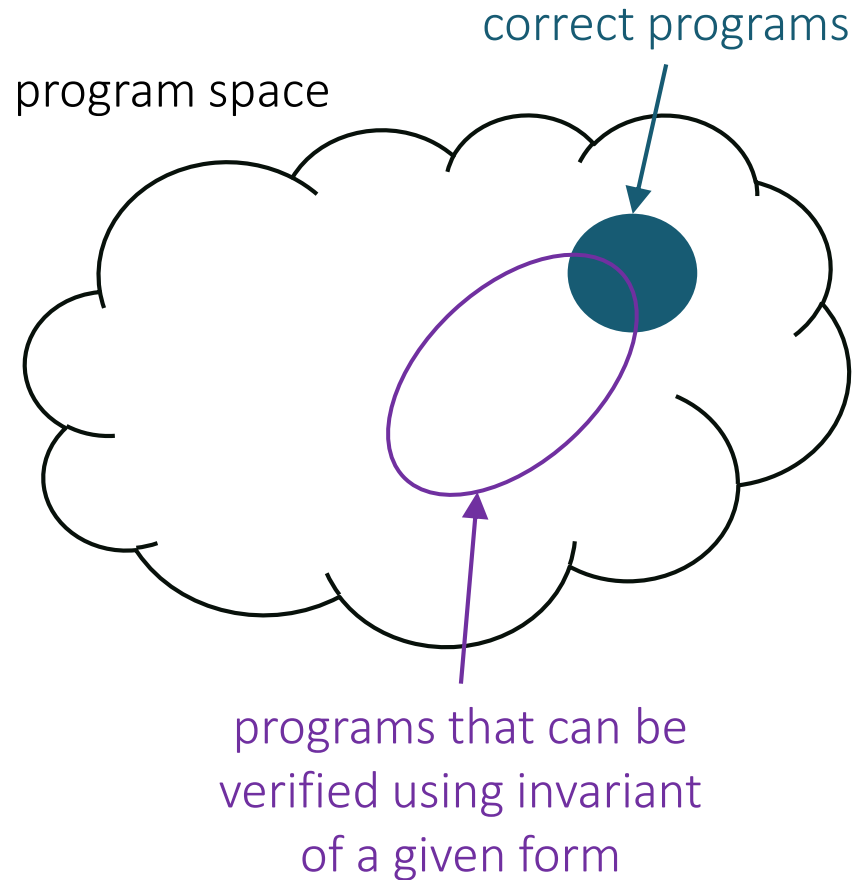 correct programs
program space
programs that can be
verified using invariant
of a given form